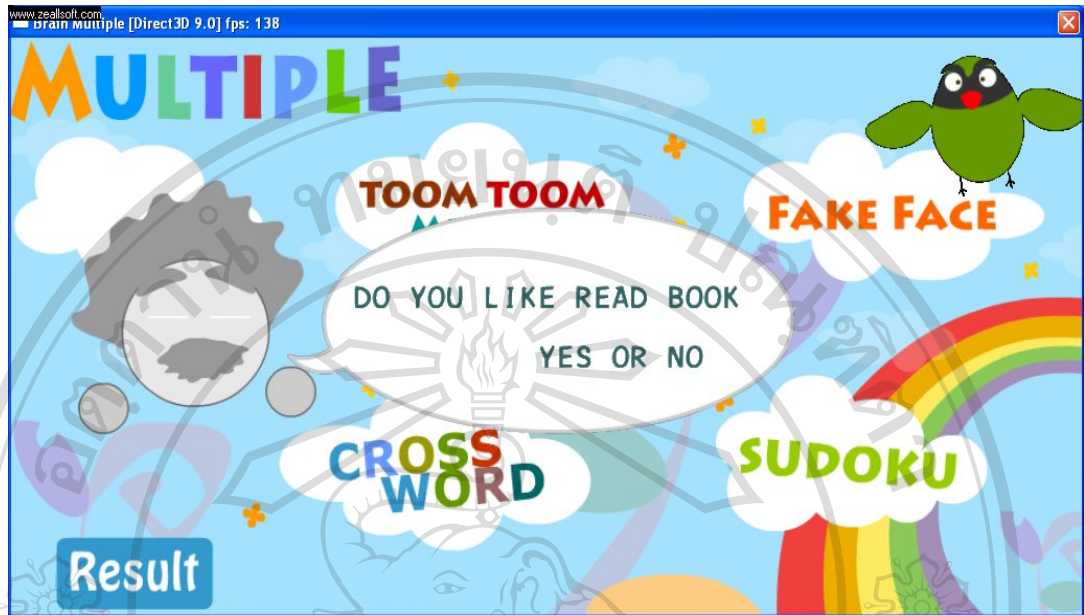 www.zeallsoft.com
Brain Multiple [Direct3D 9.0] fps: 138
MULTIPLE
TOOM TOOM
FAKE FACE
DO YOU LIKE READ BOOK
YES OR NO
CROSS
WORD
SUDOKU
Result